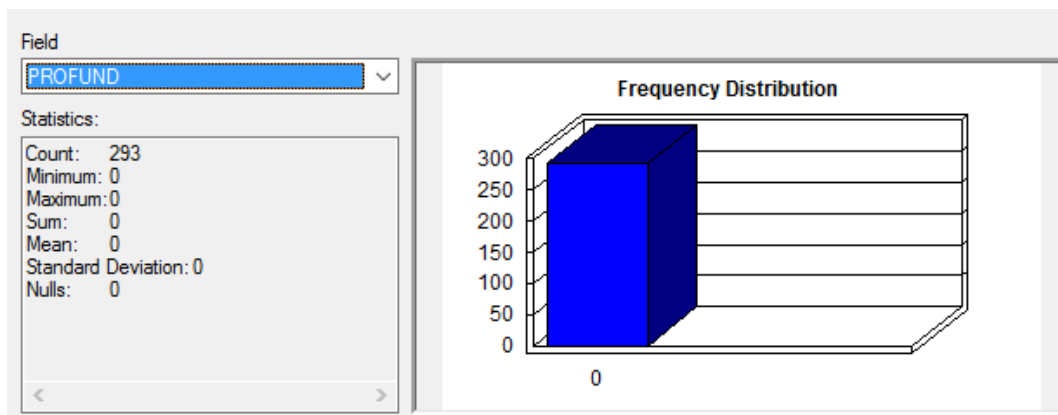 Field
PROFUND
Statistics:
Count: 293
Minimum: 0
Maximum: 0
Sum: 0
Mean: 0
Standard Deviation: 0
Nulls: 0
Frequency Distribution
300
250
200
150
100
50
0
0